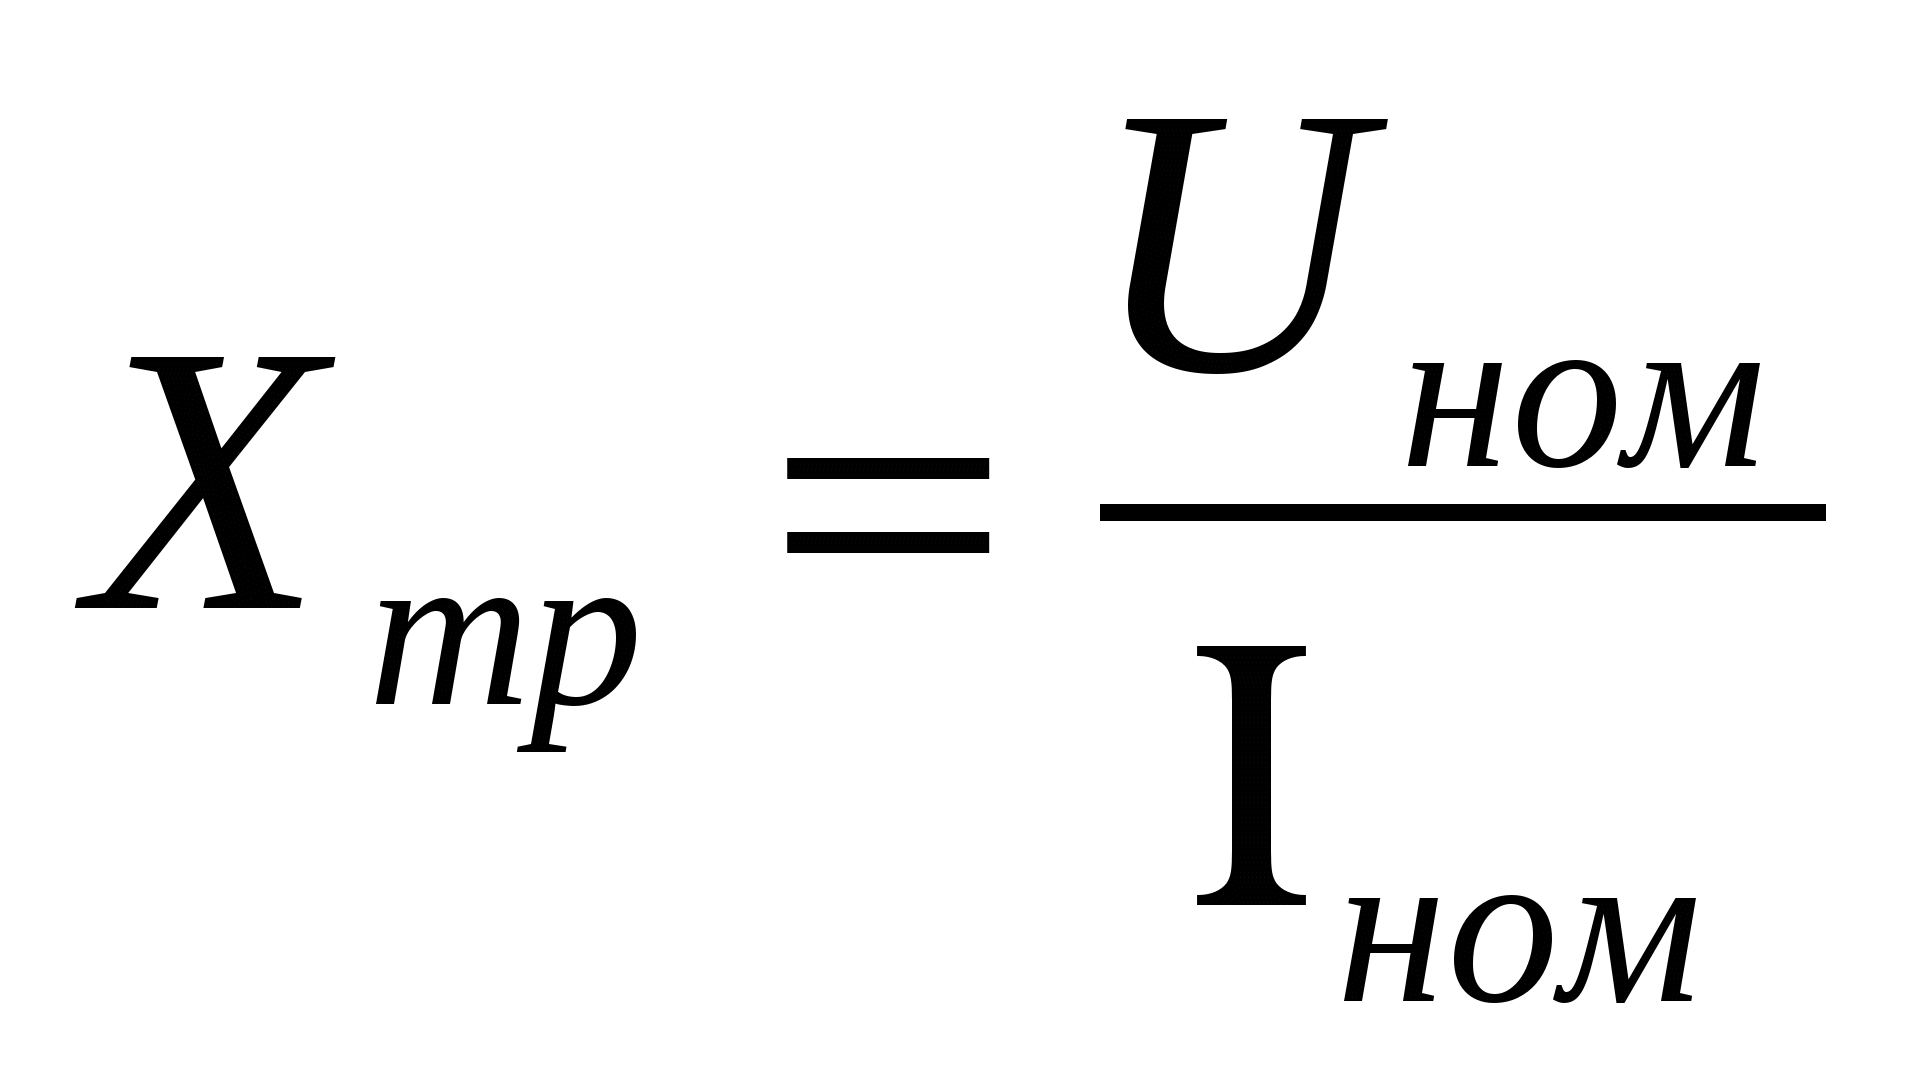 X_тр = U_ном / I_ном